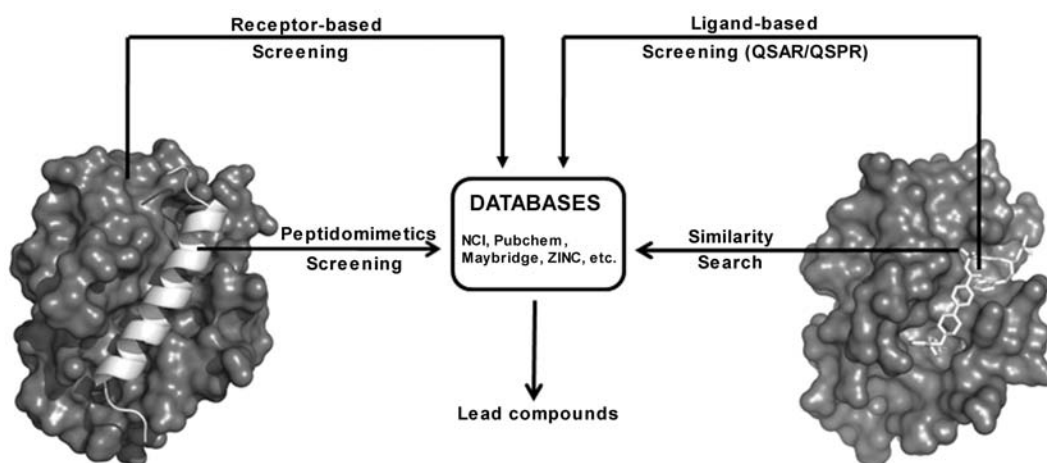 Receptor-based
Screening
Ligand-based
Screening (QSAR/QSPR)
DATABASES
NCI, Pubchem,
Maybridge, ZINC, etc.
Peptidomimetics
Screening
Similarity
Search
Lead compounds